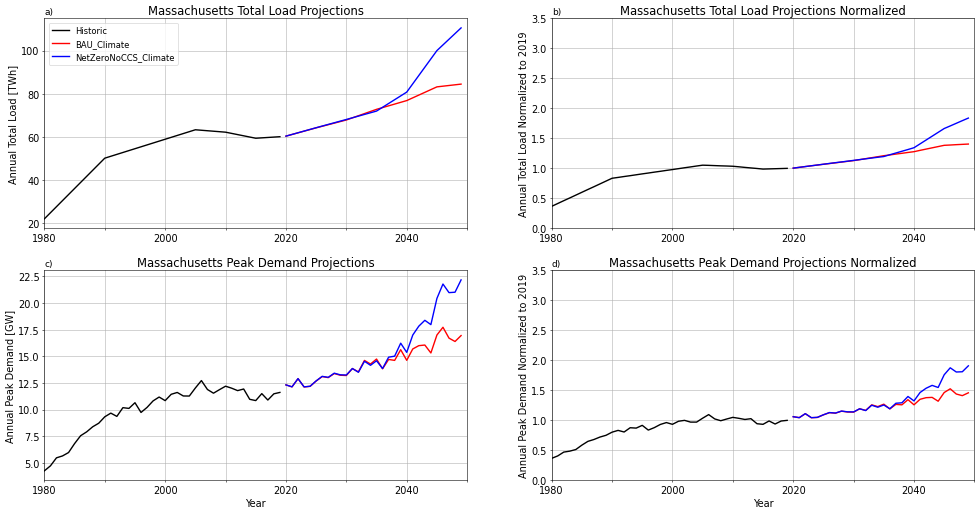 a)
Massachusetts Total Load Projections
Historic
BAU_Climate
NetZeroNoCCS_Climate
Annual Total Load [TWh]
100
80
60
40
20
1980
2000
2020
2040
b)
Massachusetts Total Load Projections Normalized
Annual Total Load Normalized to 2019
3.5
3.0
2.5
2.0
1.5
1.0
0.5
0.0
1980
2000
2020
2040
c)
Massachusetts Peak Demand Projections
Annual Peak Demand [GW]
22.5
20.0
17.5
15.0
12.5
10.0
7.5
5.0
1980
2000
2020
2040
Year
d)
Massachusetts Peak Demand Projections Normalized
Annual Peak Demand Normalized to 2019
3.5
3.0
2.5
2.0
1.5
1.0
0.5
0.0
1980
2000
2020
2040
Year